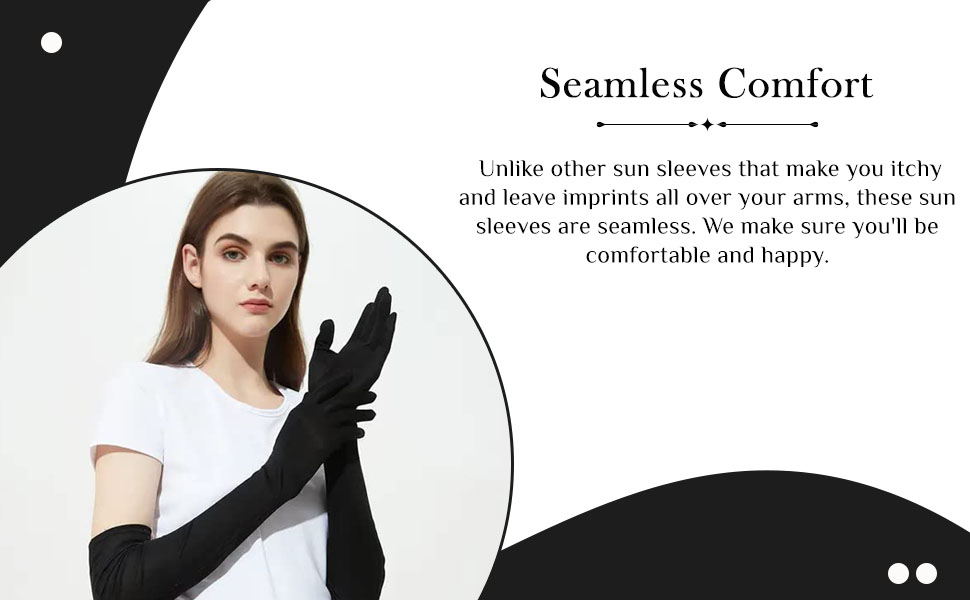 Seamless Comfort
Unlike other sun sleeves that make you itchy
and leave imprints all over your arms, these sun
sleeves are seamless. We make sure you'll be
comfortable and happy.